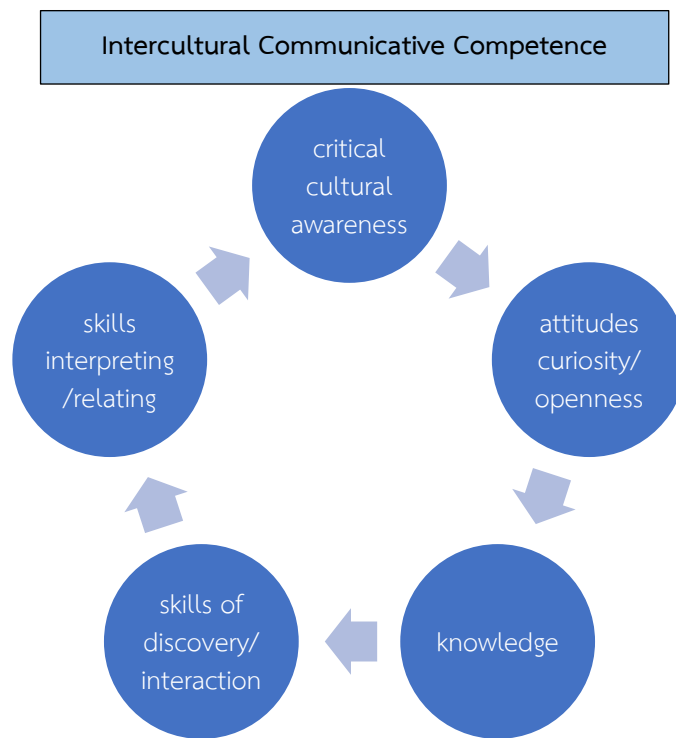 Intercultural Communicative Competence
critical
cultural
awareness
attitudes
curiosity/
openness
knowledge
skills of
discovery/
interaction
skills
interpreting
/relating